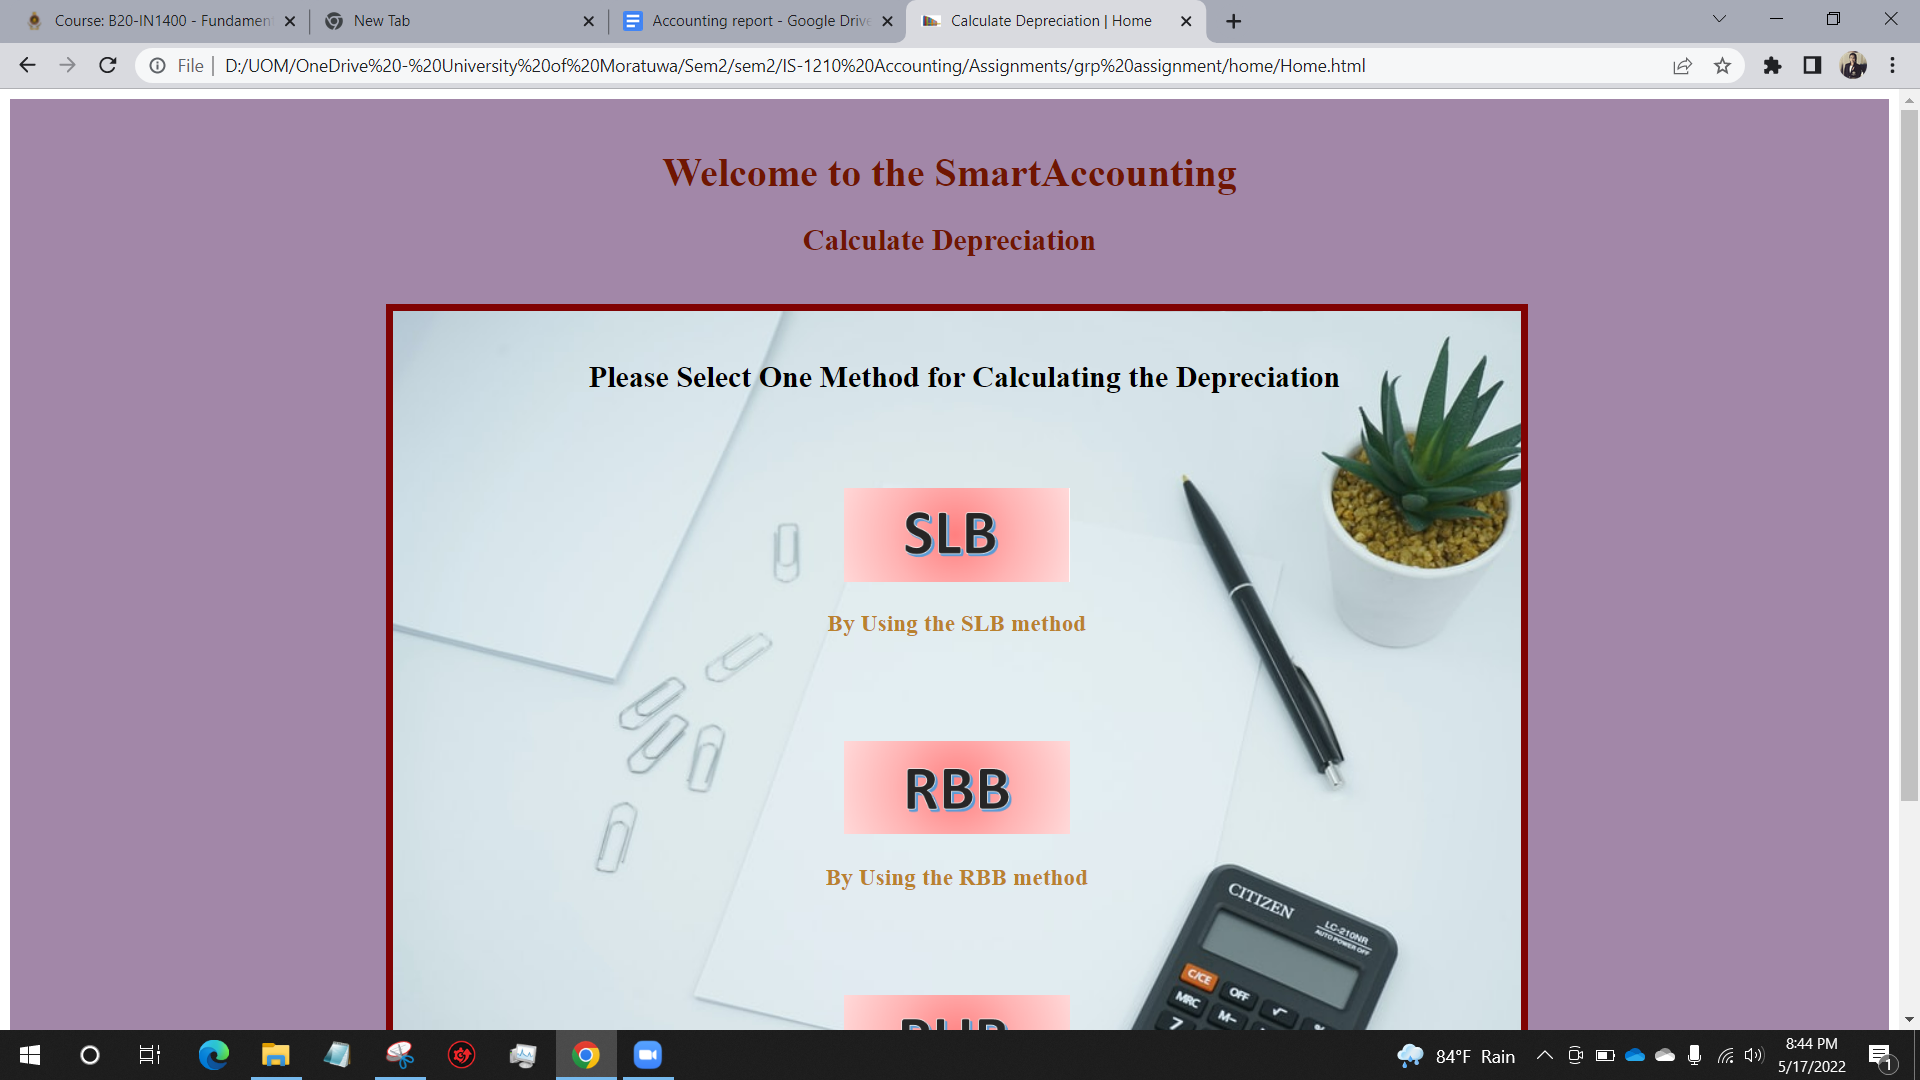 Course: B20-IN1400 - Fundamen
New Tab
Accounting report - Google Drive
Calculate Depreciation | Home
File
D:/UOM/OneDrive%20-%20University%20of%20Moratuwa/Sem2/sem2/IS-1210%20Accounting/Assignments/grp%20assignment/home/Home.html
Welcome to the SmartAccounting
Calculate Depreciation
Please Select One Method for Calculating the Depreciation
SLB
By Using the SLB method
RBB
By Using the RBB method
CITIZEN
LC-210NR
AUTO POWER OFF
C/CE
OFF
√
MRC
M-
%
7
84°F Rain
8:44 PM
5/17/2022
1